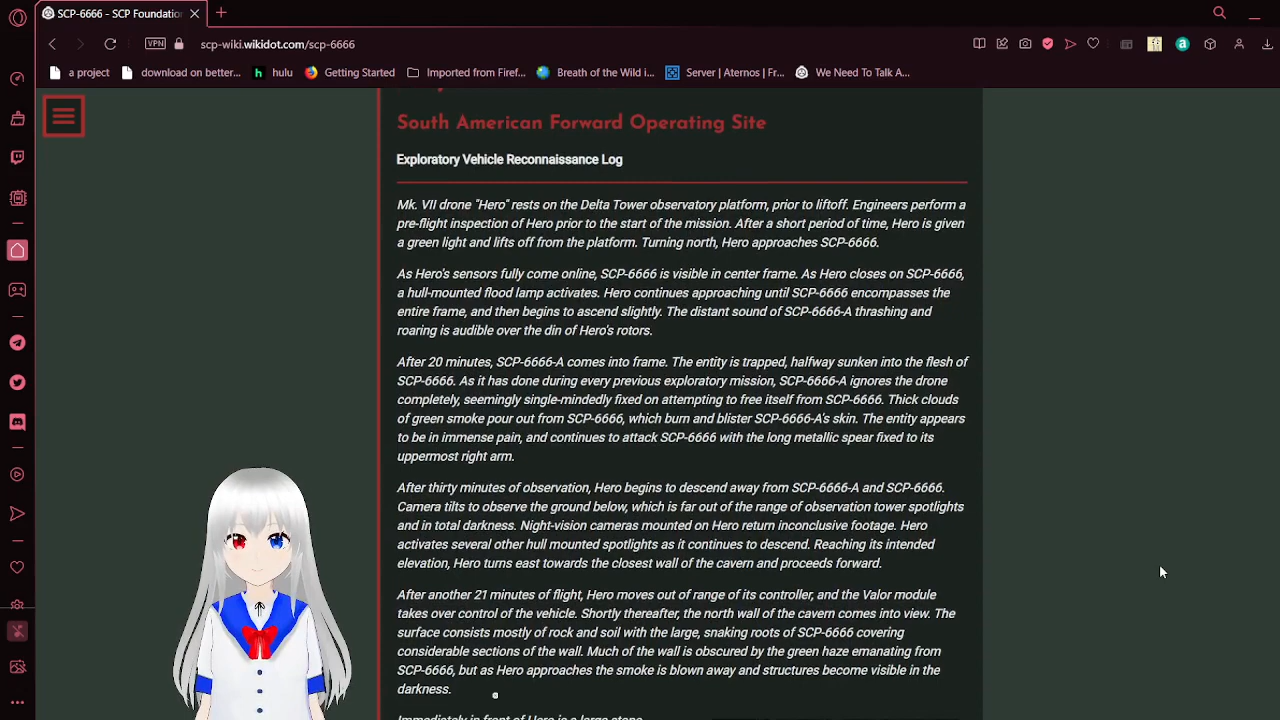 SCP-6666 - SCP Foundatio
scp-wiki.wikidot.com/scp-6666
VPN
a project
download on better...
hulu
Getting Started
Imported from Firef...
Breath of the Wild i...
Server | Aternos | Fr...
We Need To Talk A...
South American Forward Operating Site
Exploratory Vehicle Reconnaissance Log
Mk. VII drone "Hero" rests on the Delta Tower observatory platform, prior to liftoff. Engineers perform a
pre-flight inspection of Hero prior to the start of the mission. After a short period of time, Hero is given
a green light and lifts off from the platform. Turning north, Hero approaches SCP-6666.
As Hero's sensors fully come online, SCP-6666 is visible in center frame. As Hero closes on SCP-6666,
a hull-mounted flood lamp activates. Hero continues approaching until SCP-6666 encompasses the
entire frame, and then begins to ascend slightly. The distant sound of SCP-6666-A thrashing and
roaring is audible over the din of Hero's rotors.
After 20 minutes, SCP-6666-A comes into frame. The entity is trapped, halfway sunken into the flesh of
SCP-6666. As it has done during every previous exploratory mission, SCP-6666-A ignores the drone
completely, seemingly single-mindedly fixed on attempting to free itself from SCP-6666. Thick clouds
of green smoke pour out from SCP-6666, which burn and blister SCP-6666-A's skin. The entity appears
to be in immense pain, and continues to attack SCP-6666 with the long metallic spear fixed to its
uppermost right arm.
After thirty minutes of observation, Hero begins to descend away from SCP-6666-A and SCP-6666.
Camera tilts to observe the ground below, which is far out of the range of observation tower spotlights
and in total darkness. Night-vision cameras mounted on Hero return inconclusive footage. Hero
activates several other hull mounted spotlights as it continues to descend. Reaching its intended
elevation, Hero turns east towards the closest wall of the cavern and proceeds forward.
After another 21 minutes of flight, Hero moves out of range of its controller, and the Valor module
takes over control of the vehicle. Shortly thereafter, the north wall of the cavern comes into view. The
surface consists mostly of rock and soil with the large, snaking roots of SCP-6666 covering
considerable sections of the wall. Much of the wall is obscured by the green haze emanating from
SCP-6666, but as Hero approaches the smoke is blown away and structures become visible in the
darkness.
Immediately in front of Hero is a large stone